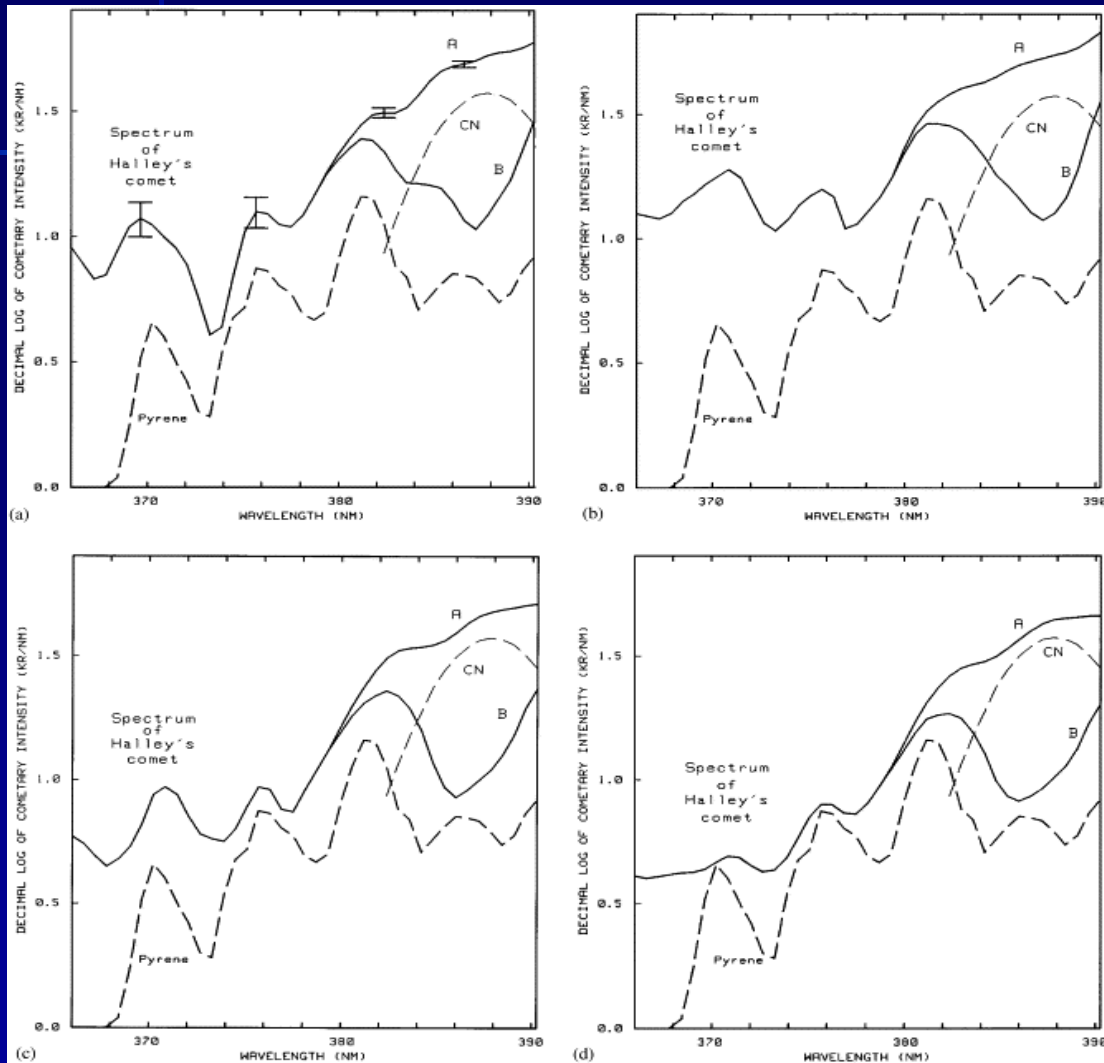 DECIMAL LOG OF COMETARY INTENSITY (KR/NM)
1.5
1.0
0.5
0.0
A
Spectrum
of
Halley's
comet
CN
B
Pyrene
370
380
390
(a)
WAVELENGTH (NM)
DECIMAL LOG OF COMETARY INTENSITY (KR/NM)
1.5
1.0
0.5
0.0
A
Spectrum
of
Halley's
comet
CN
B
Pyrene
370
380
390
(b)
WAVELENGTH (NM)
DECIMAL LOG OF COMETARY INTENSITY (KR/NM)
1.5
1.0
0.5
0.0
A
CN
Spectrum
of
Halley's
comet
B
Pyrene
370
380
390
(c)
WAVELENGTH (NM)
DECIMAL LOG OF COMETARY INTENSITY (KR/NM)
1.5
1.0
0.5
0.0
A
CN
B
Spectrum
of
Halley's
comet
Pyrene
370
380
390
(d)
WAVELENGTH (NM)